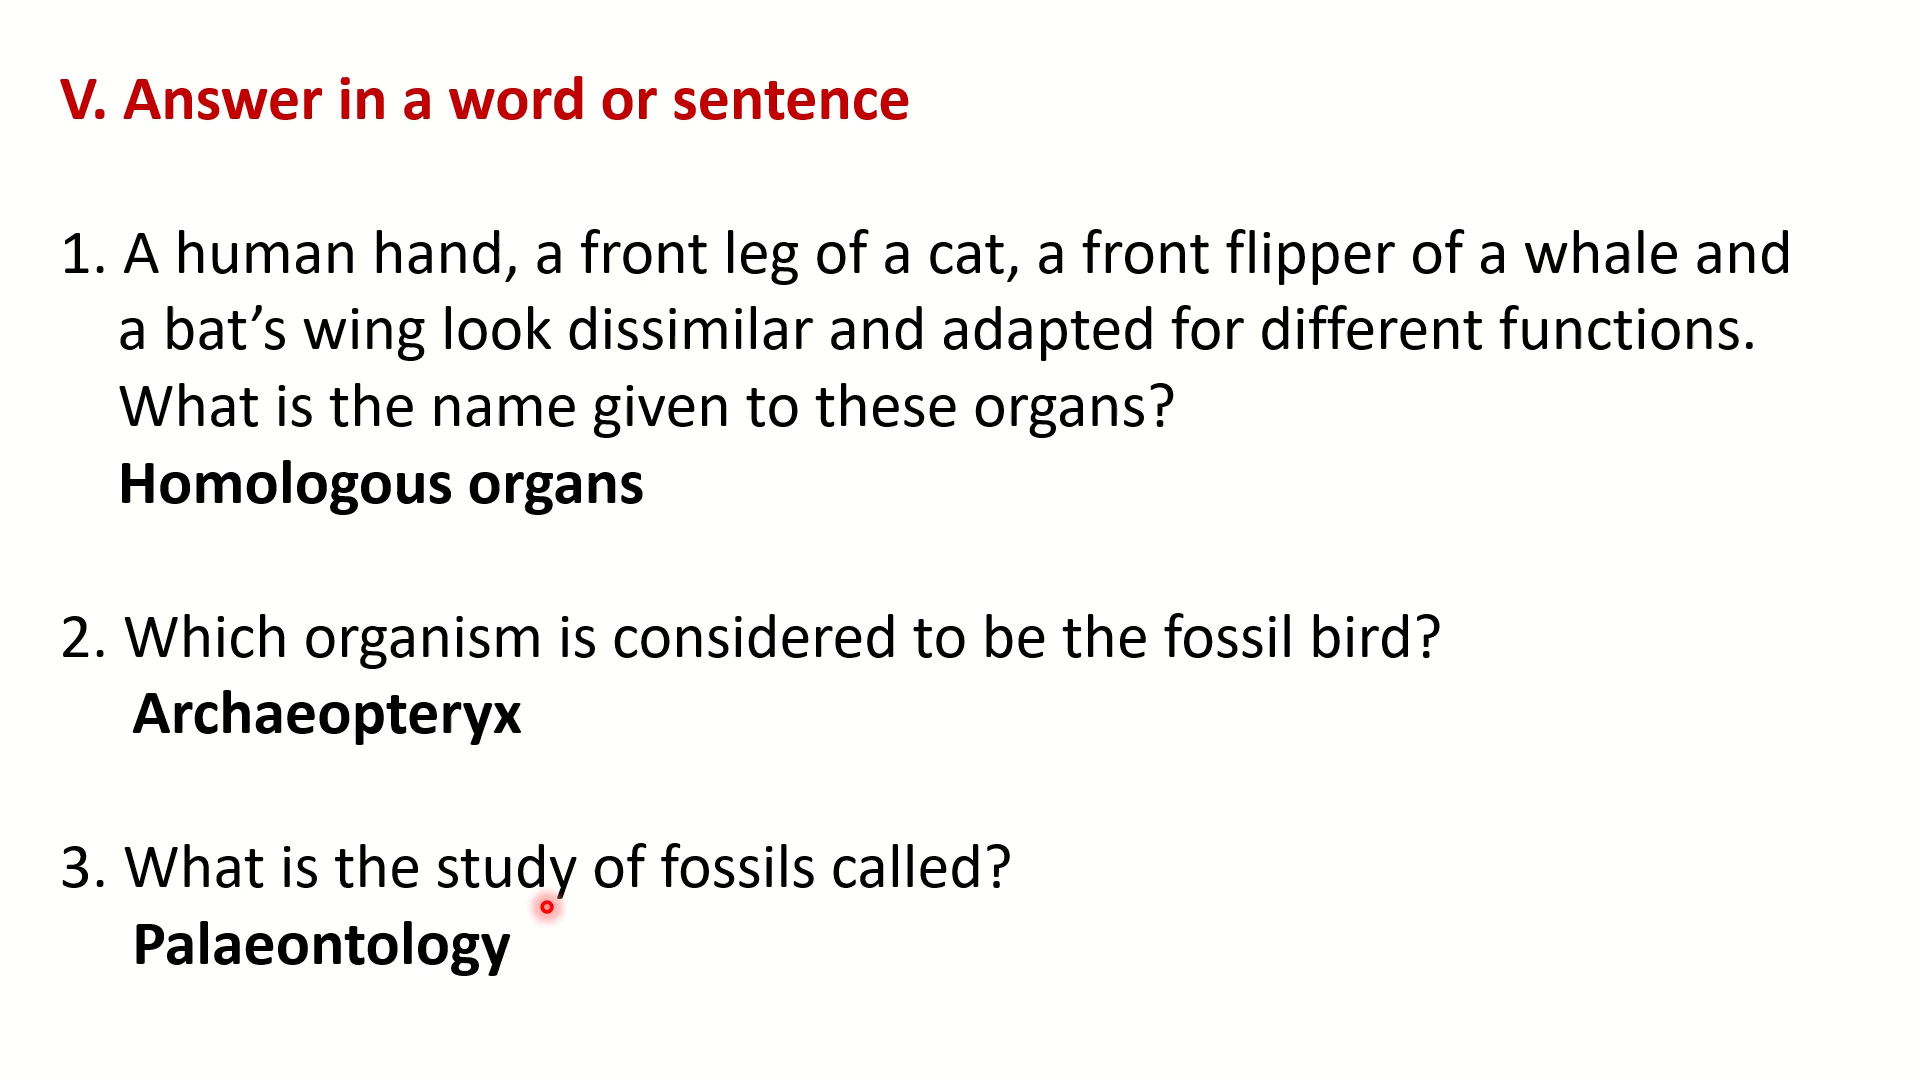 V. Answer in a word or sentence
1. A human hand, a front leg of a cat, a front flipper of a whale and
a bat’s wing look dissimilar and adapted for different functions.
What is the name given to these organs?
Homologous organs
2. Which organism is considered to be the fossil bird?
Archaeopteryx
3. What is the study of fossils called?
Palaeontology